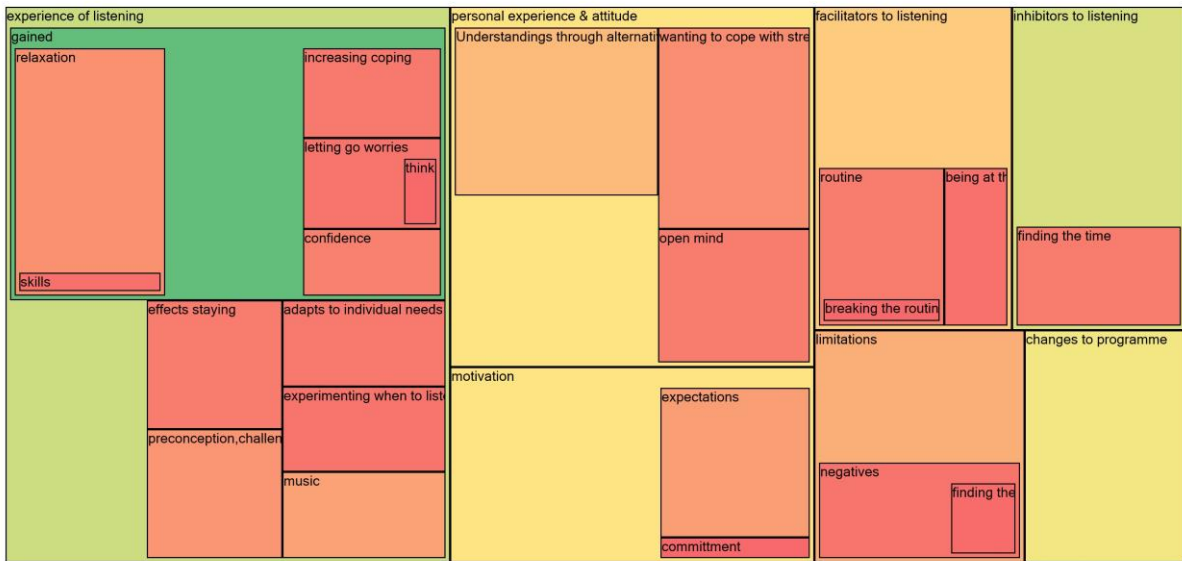 experience of listening
gained
relaxation
skills
increasing coping
letting go worries
think
confidence
effects staying
adapts to individual needs
experimenting when to liste
preconception,challen
music
personal experience & attitude
Understandings through alternati
wanting to cope with stre
open mind
motivation
expectations
committment
facilitators to listening
routine
breaking the routin
being at th
inhibitors to listening
finding the time
limitations
negatives
finding the
changes to programme